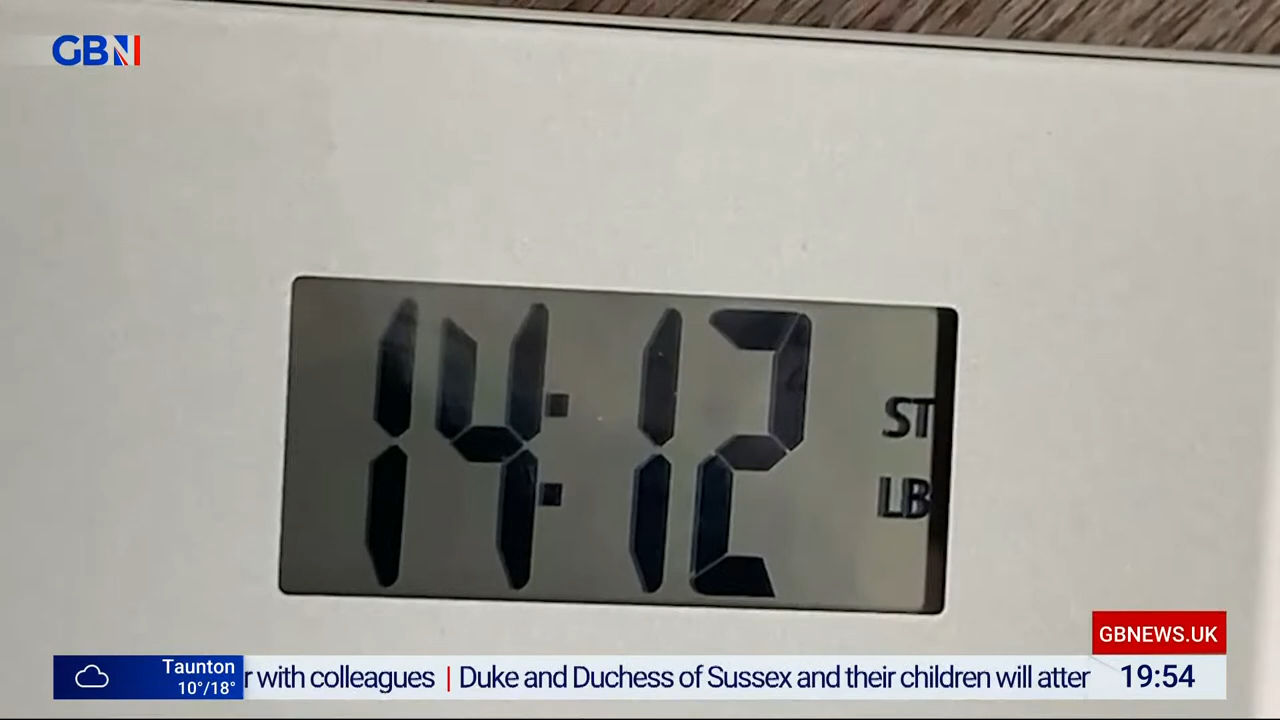 GBN
14:12
ST
LB
GBNEWS.UK
Taunton
10°/18°
r with colleagues | Duke and Duchess of Sussex and their children will atter
19:54